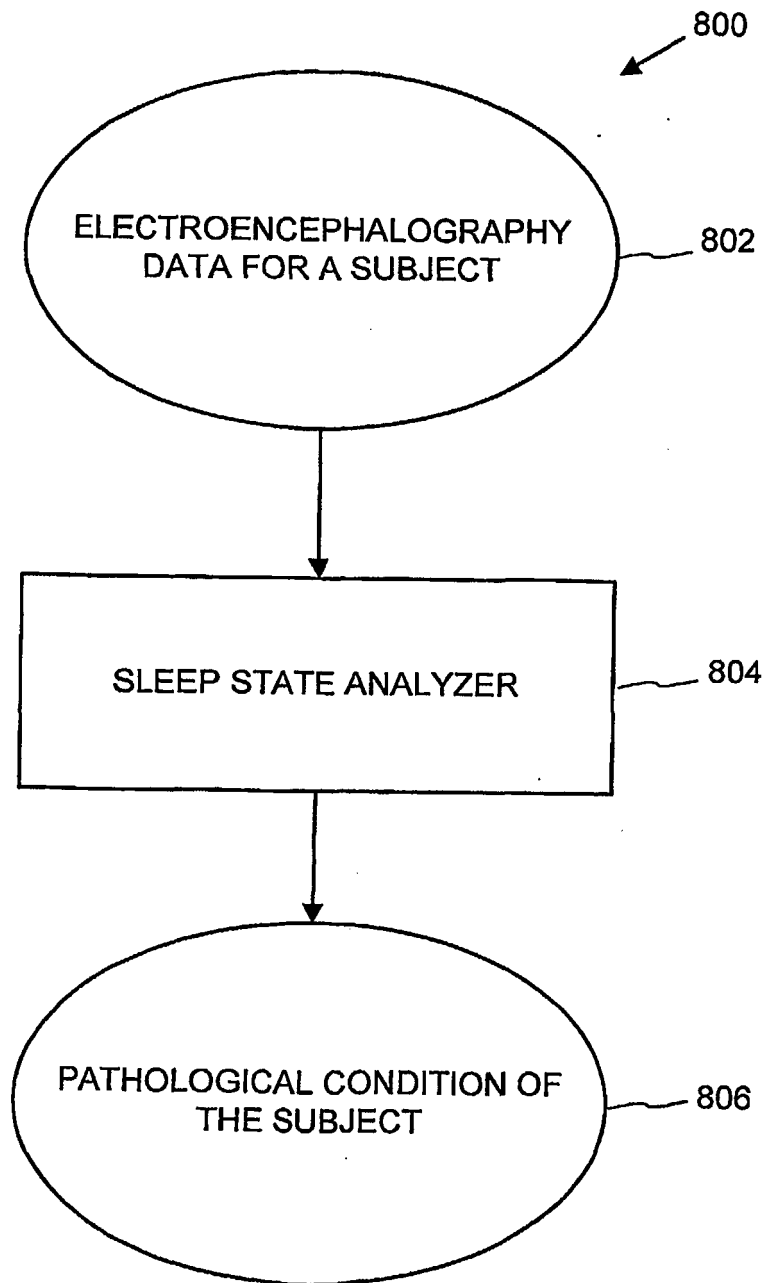 800
ELECTROENCEPHALOGRAPHY
DATA FOR A SUBJECT
802
SLEEP STATE ANALYZER
804
PATHOLOGICAL CONDITION OF
THE SUBJECT
806